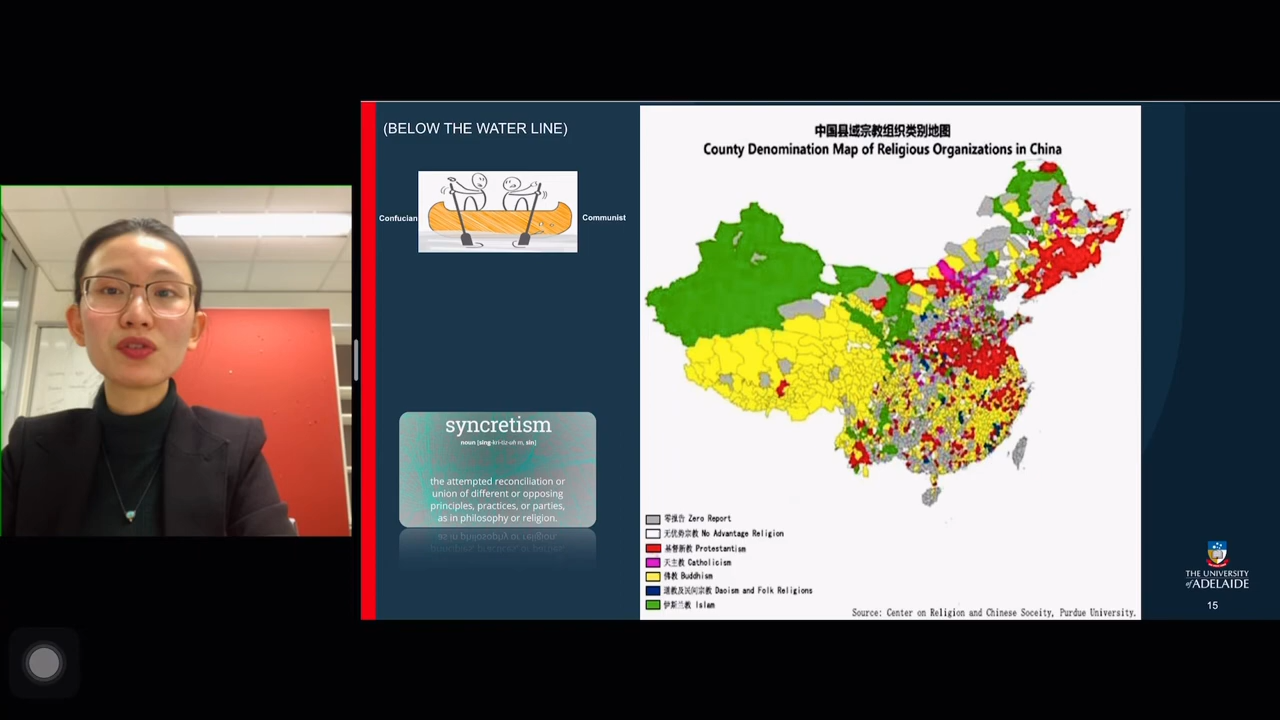 (BELOW THE WATER LINE)
Confucian
Communist
syncretism
the attempted reconciliation or
union of different or opposing
principles, practices, or parties,
as in philosophy or religion.
中国县域宗教组织类别地图
County Denomination Map of Religious Organizations in China
零报告 Zero Report
无优势宗教 No Advantage Religion
基督新教 Protestantism
天主教 Catholicism
佛教 Buddhism
道教及民间宗教 Daoism and Folk Religions
伊斯兰教 Islam
Source: Center on Religion and Chinese Soceity, Purdue University.
THE UNIVERSITY
of ADELAIDE
15